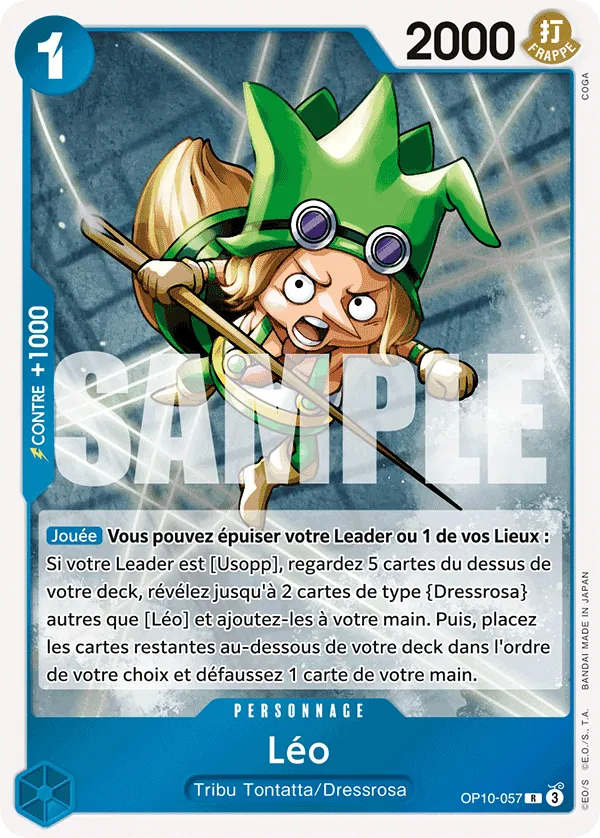 1
2000
打
FRAPPE
COGA
CONTRE +1000
SAMPLE
Jouée Vous pouvez épuiser votre Leader ou 1 de vos Lieux :
Si votre Leader est [Usopp], regardez 5 cartes du dessus de
votre deck, révélez jusqu'à 2 cartes de type {Dressrosa}
autres que [Léo] et ajoutez-les à votre main. Puis, placez
les cartes restantes au-dessous de votre deck dans l'ordre
de votre choix et défaussez 1 carte de votre main.
PERSONNAGE
Léo
Tribu Tontatta/Dressrosa
OP10-057 R 3
©EO/S ©E.O./S., T.A. BANDAI MADE IN JAPAN